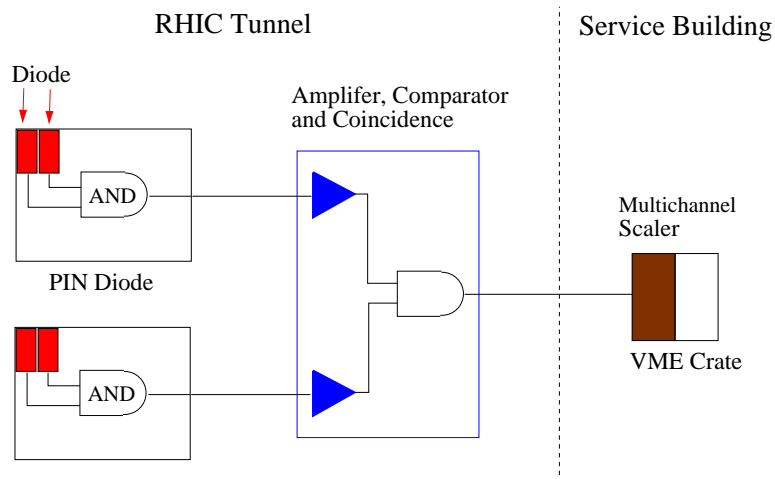 RHIC Tunnel
Service Building
Diode
Amplifer, Comparator
and Coincidence
AND
Multichannel
Scaler
PIN Diode
VME Crate
AND